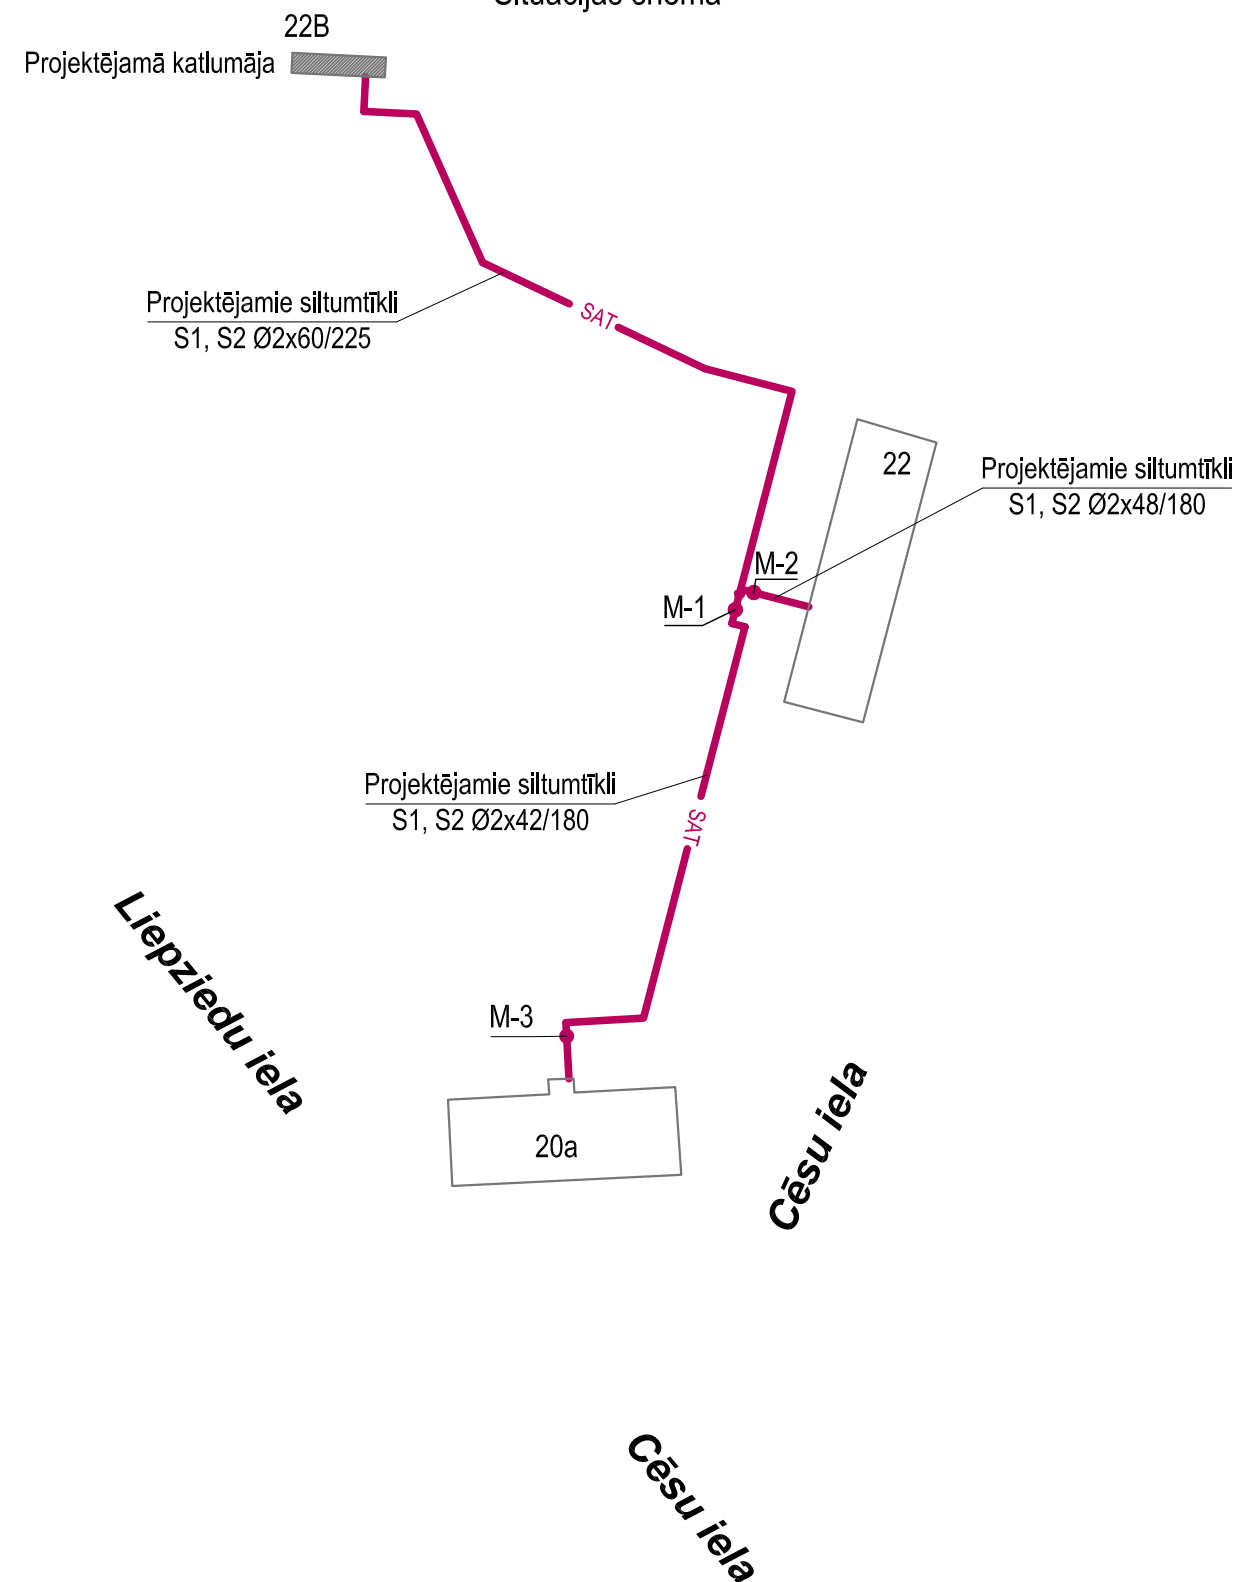 22B
Projektējamā katlumāja
Projektējamie siltumtīkli
S1, S2 Ø2x60/225
SAT
22
Projektējamie siltumtīkli
S1, S2 Ø2x48/180
M-2
M-1
Projektējamie siltumtīkli
S1, S2 Ø2x42/180
SAT
Liepziedu iela
M-3
20a
Cēsu iela
Cēsu iela